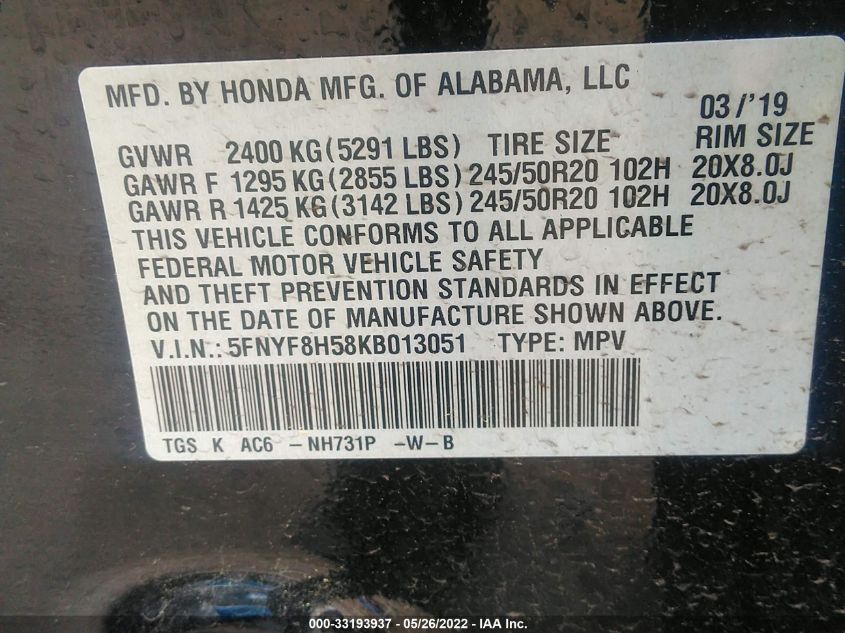 MFD. BY HONDA MFG. OF ALABAMA, LLC
03/'19
GVWR 2400 KG(5291 LBS) TIRE SIZE RIM SIZE
GAWR F 1295 KG(2855 LBS) 245/50R20 102H 20X8.0J
GAWR R 1425 KG(3142 LBS) 245/50R20 102H 20X8.0J
THIS VEHICLE CONFORMS TO ALL APPLICABLE
FEDERAL MOTOR VEHICLE SAFETY
AND THEFT PREVENTION STANDARDS IN EFFECT
ON THE DATE OF MANUFACTURE SHOWN ABOVE.
V.I.N.: 5FNYF8H58KB013051 TYPE: MPV
TGS K AC6 – NH731P –W–B
000-33193937 - 05/26/2022 - IAA Inc.